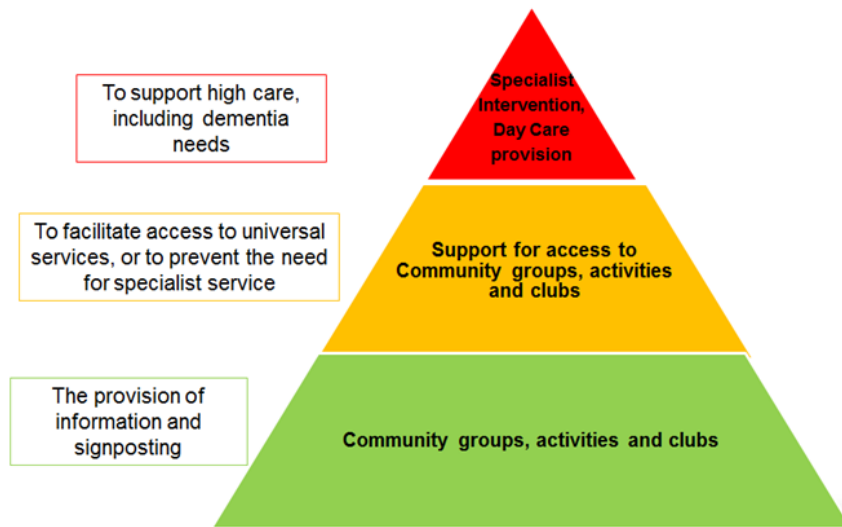 To support high care,
including dementia
needs
Specialist
Intervention,
Day Care
provision
To facilitate access to universal
services, or to prevent the need
for specialist service
Support for access to
Community groups, activities
and clubs
The provision of
information and
signposting
Community groups, activities and clubs